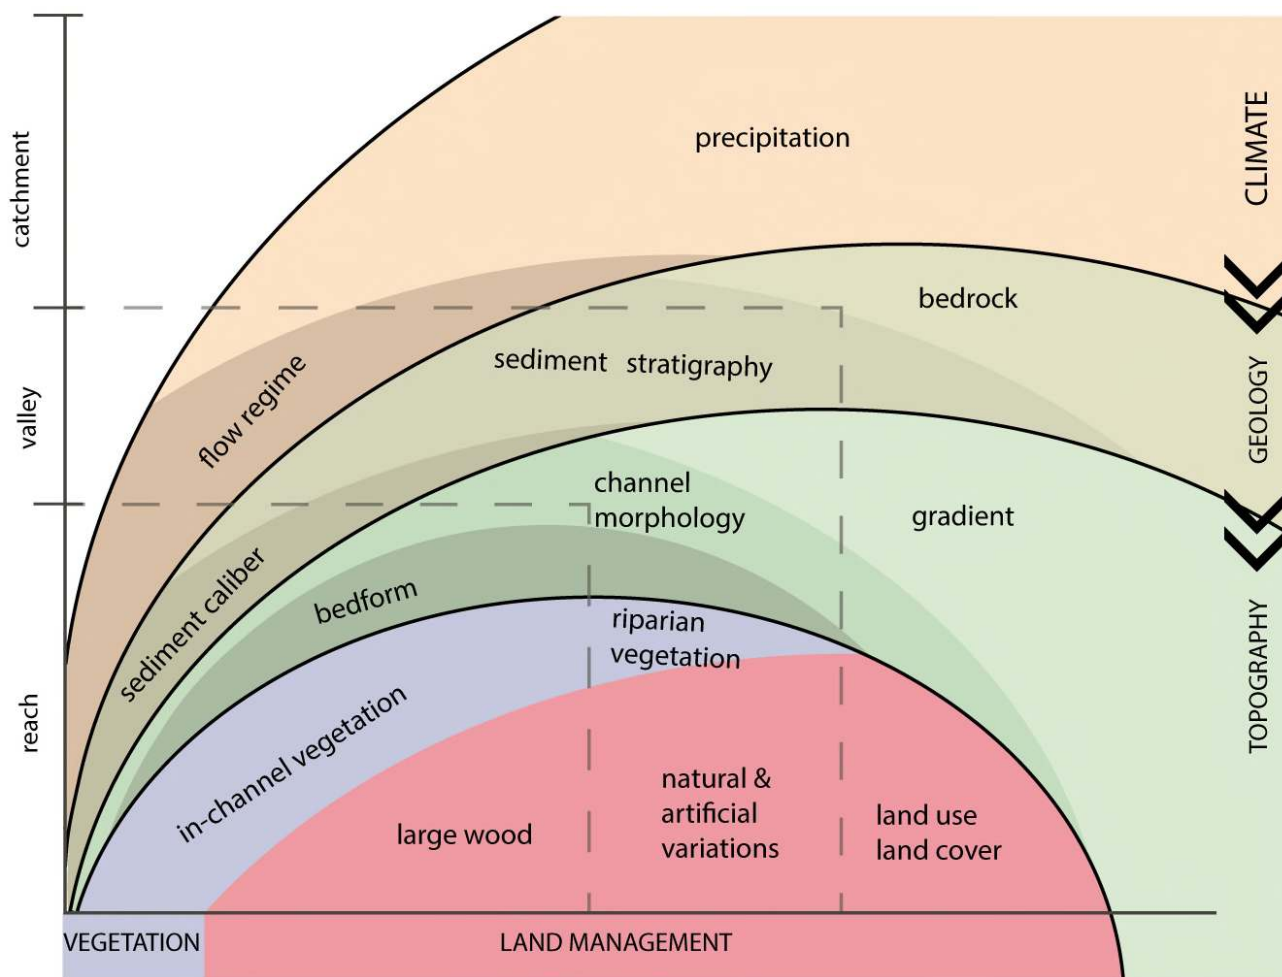 catchment
valley
reach
precipitation
bedrock
sediment stratigraphy
flow regime
channel
morphology
gradient
sediment caliber
bedform
riparian
vegetation
in-channel vegetation
large wood
natural &
artificial
variations
land use
land cover
CLIMATE
GEOLOGY
TOPOGRAPHY
VEGETATION
LAND MANAGEMENT